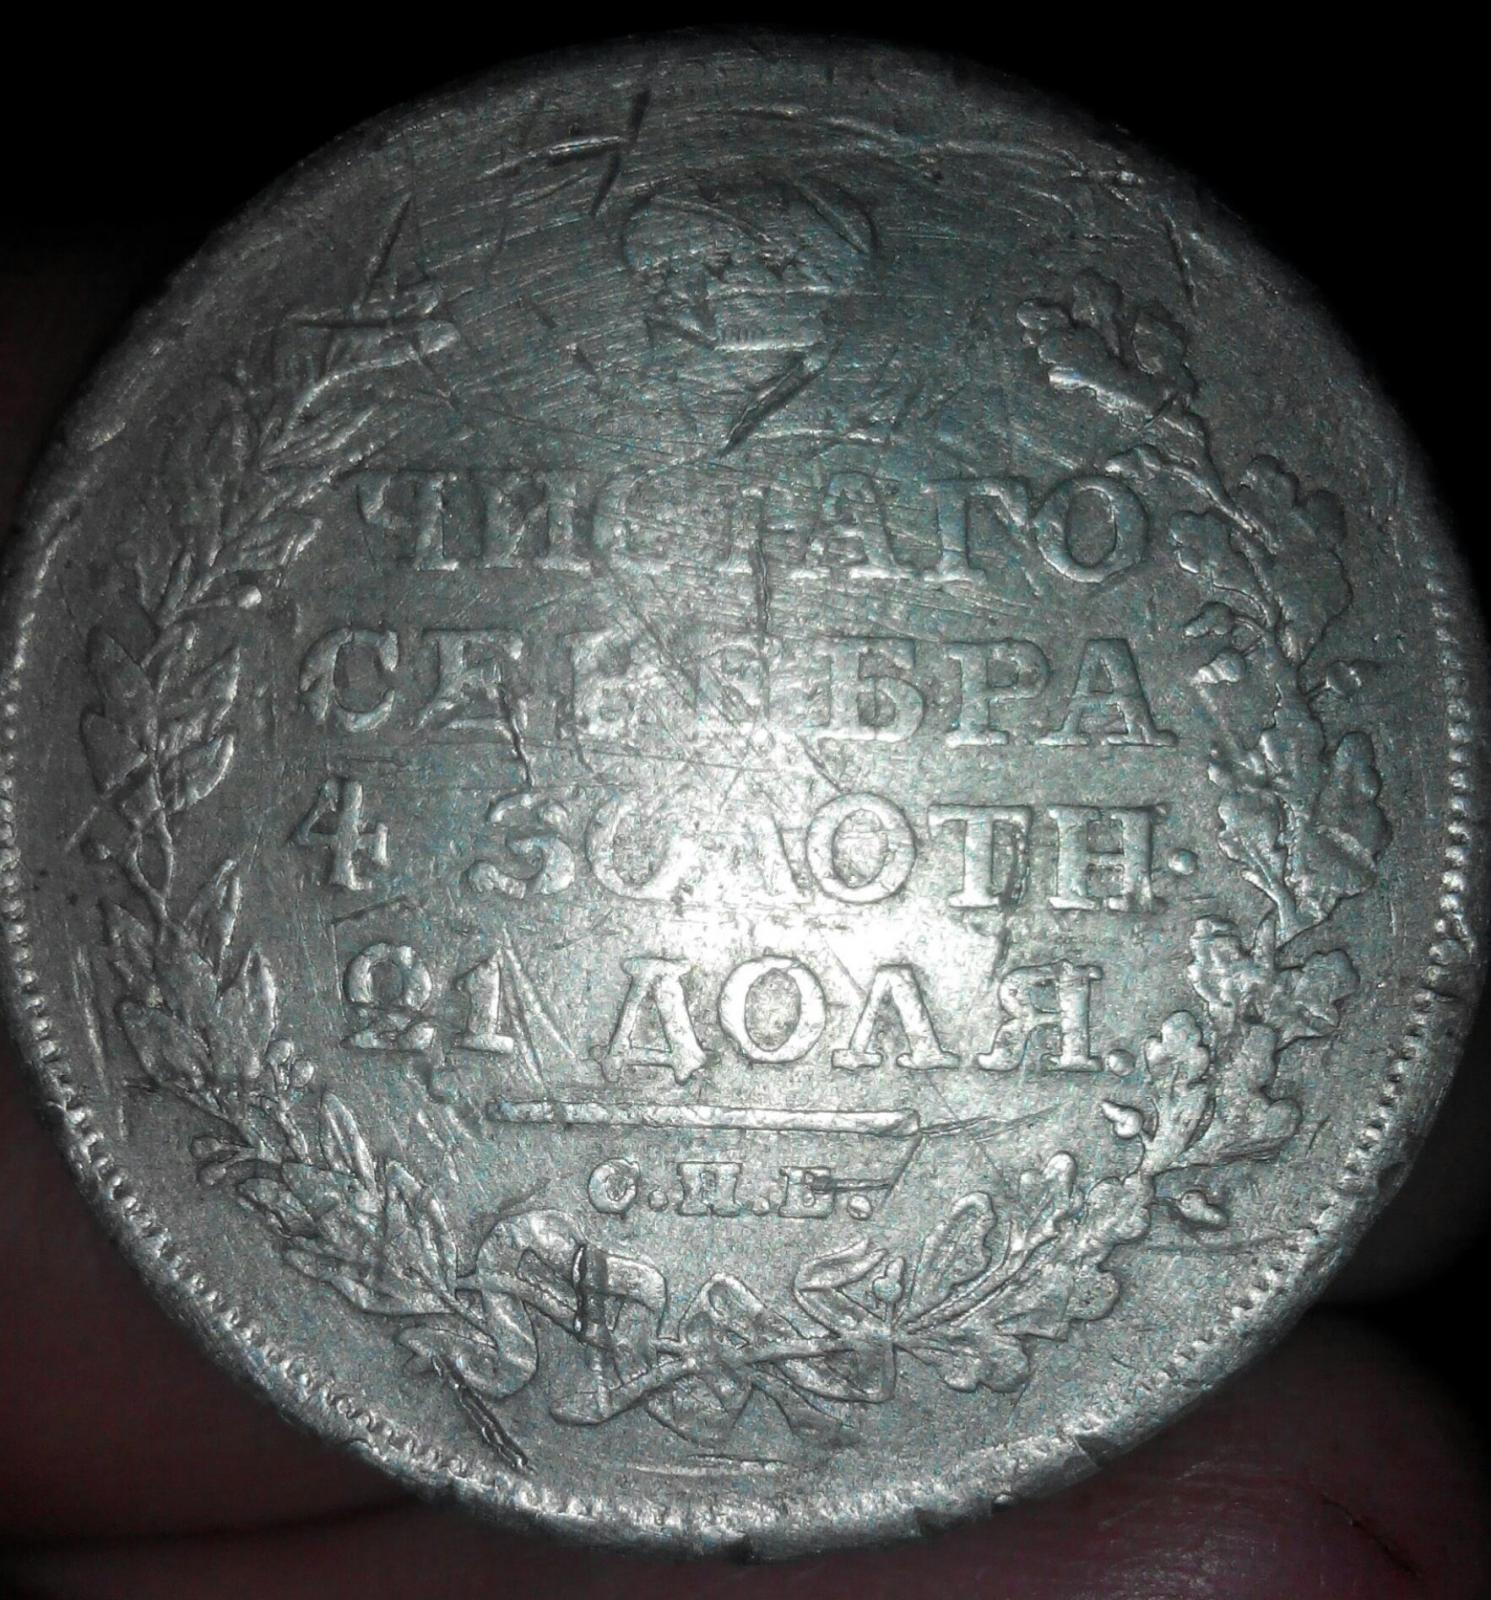 ЧИСТАГО
СЕРЕБРА
4 ЗОЛОТН.
21 ДОЛЯ.
С.П.Б.